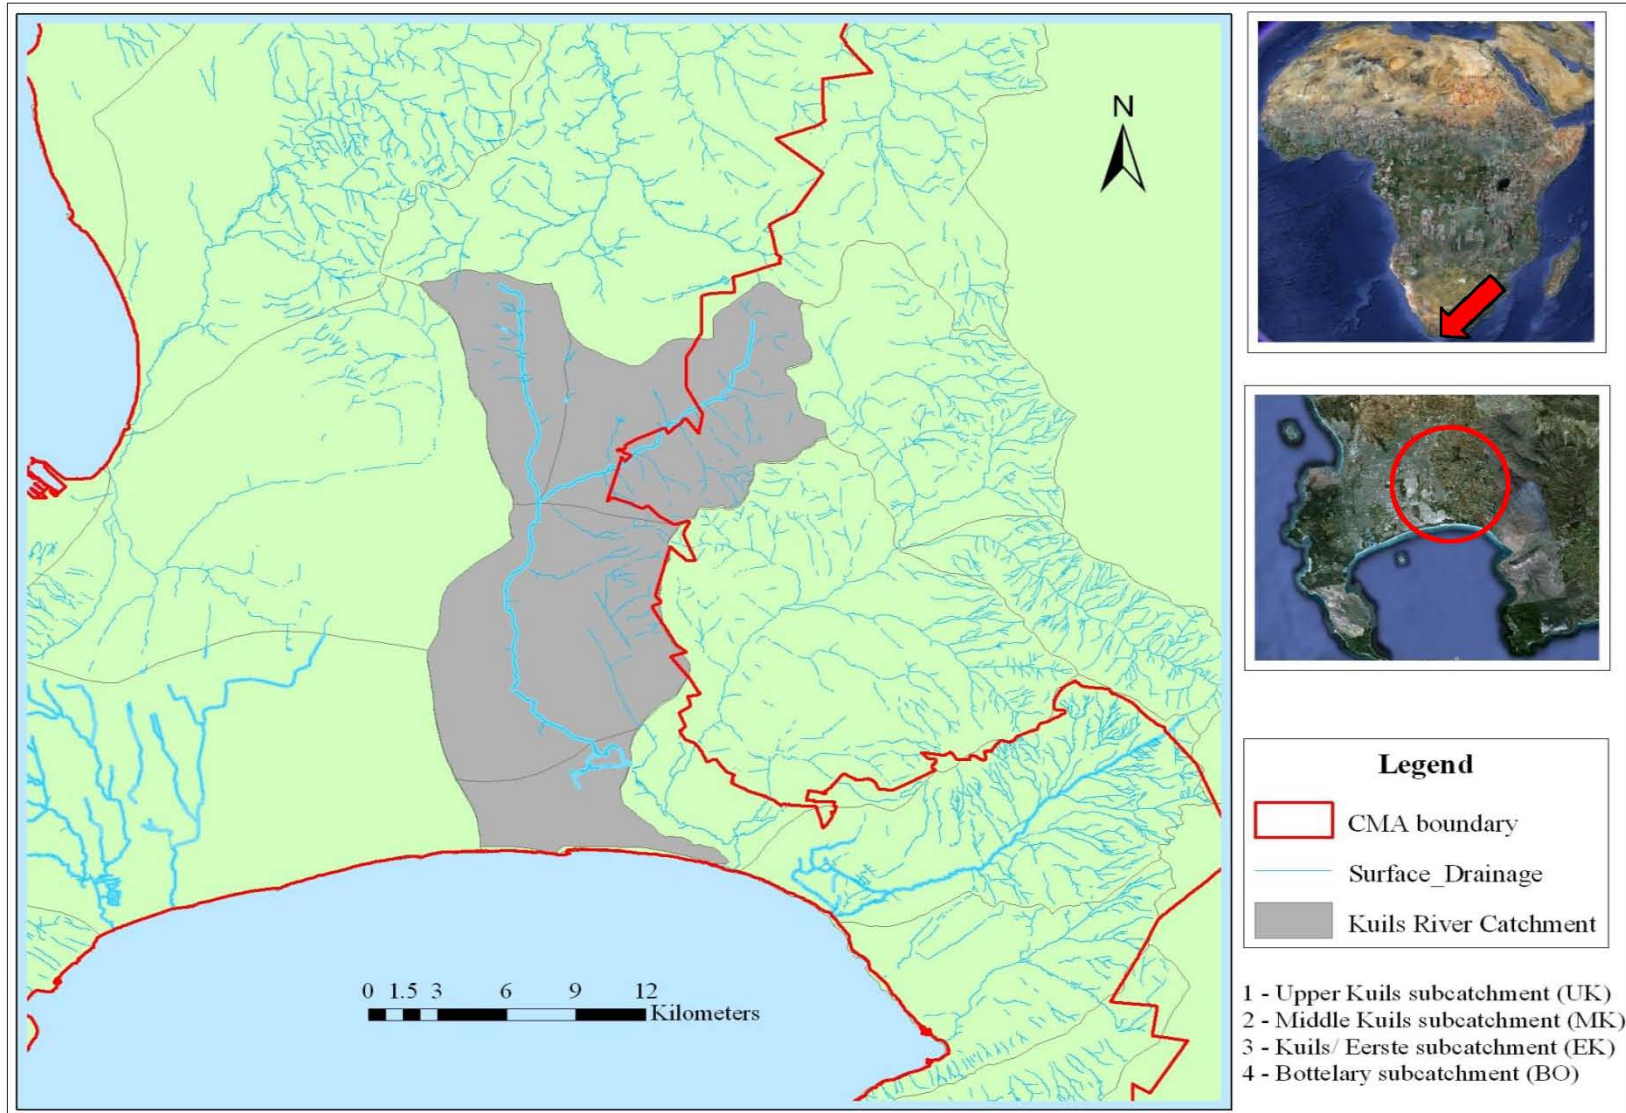 N
0 1.5 3 6 9 12
Kilometers
Legend
CMA boundary
Surface_Drainage
Kuils River Catchment
1 - Upper Kuils subcatchment (UK)
2 - Middle Kuils subcatchment (MK)
3 - Kuils/ Eerste subcatchment (EK)
4 - Bottelary subcatchment (BO)